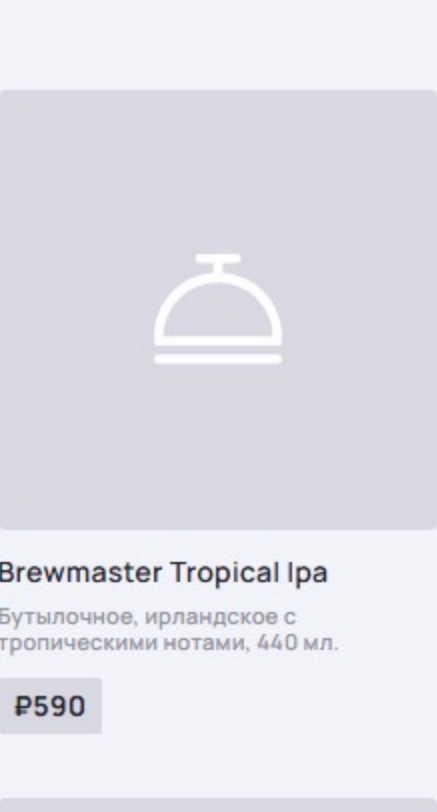 Brewmaster Tropical Ipa
Бутылочное, ирландское с
тропическими нотами, 440 мл.
₽590